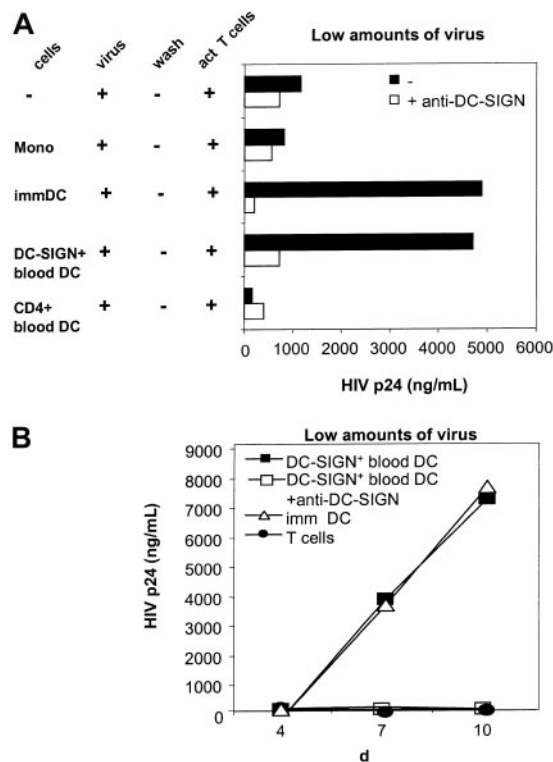 A
cells virus wash act T cells
Low amounts of virus
-
+ anti-DC-SIGN
- + - +
Mono + - +
immDC + - +
DC-SIGN+ + - +
blood DC
CD4+ + - +
blood DC
0 1000 2000 3000 4000 5000 6000
HIV p24 (ng/mL)
B
Low amounts of virus
DC-SIGN+ blood DC
DC-SIGN+ blood DC
+anti-DC-SIGN
imm DC
T cells
HIV p24 (ng/mL)
9000
8000
7000
6000
5000
4000
3000
2000
1000
0
4 7 10
d